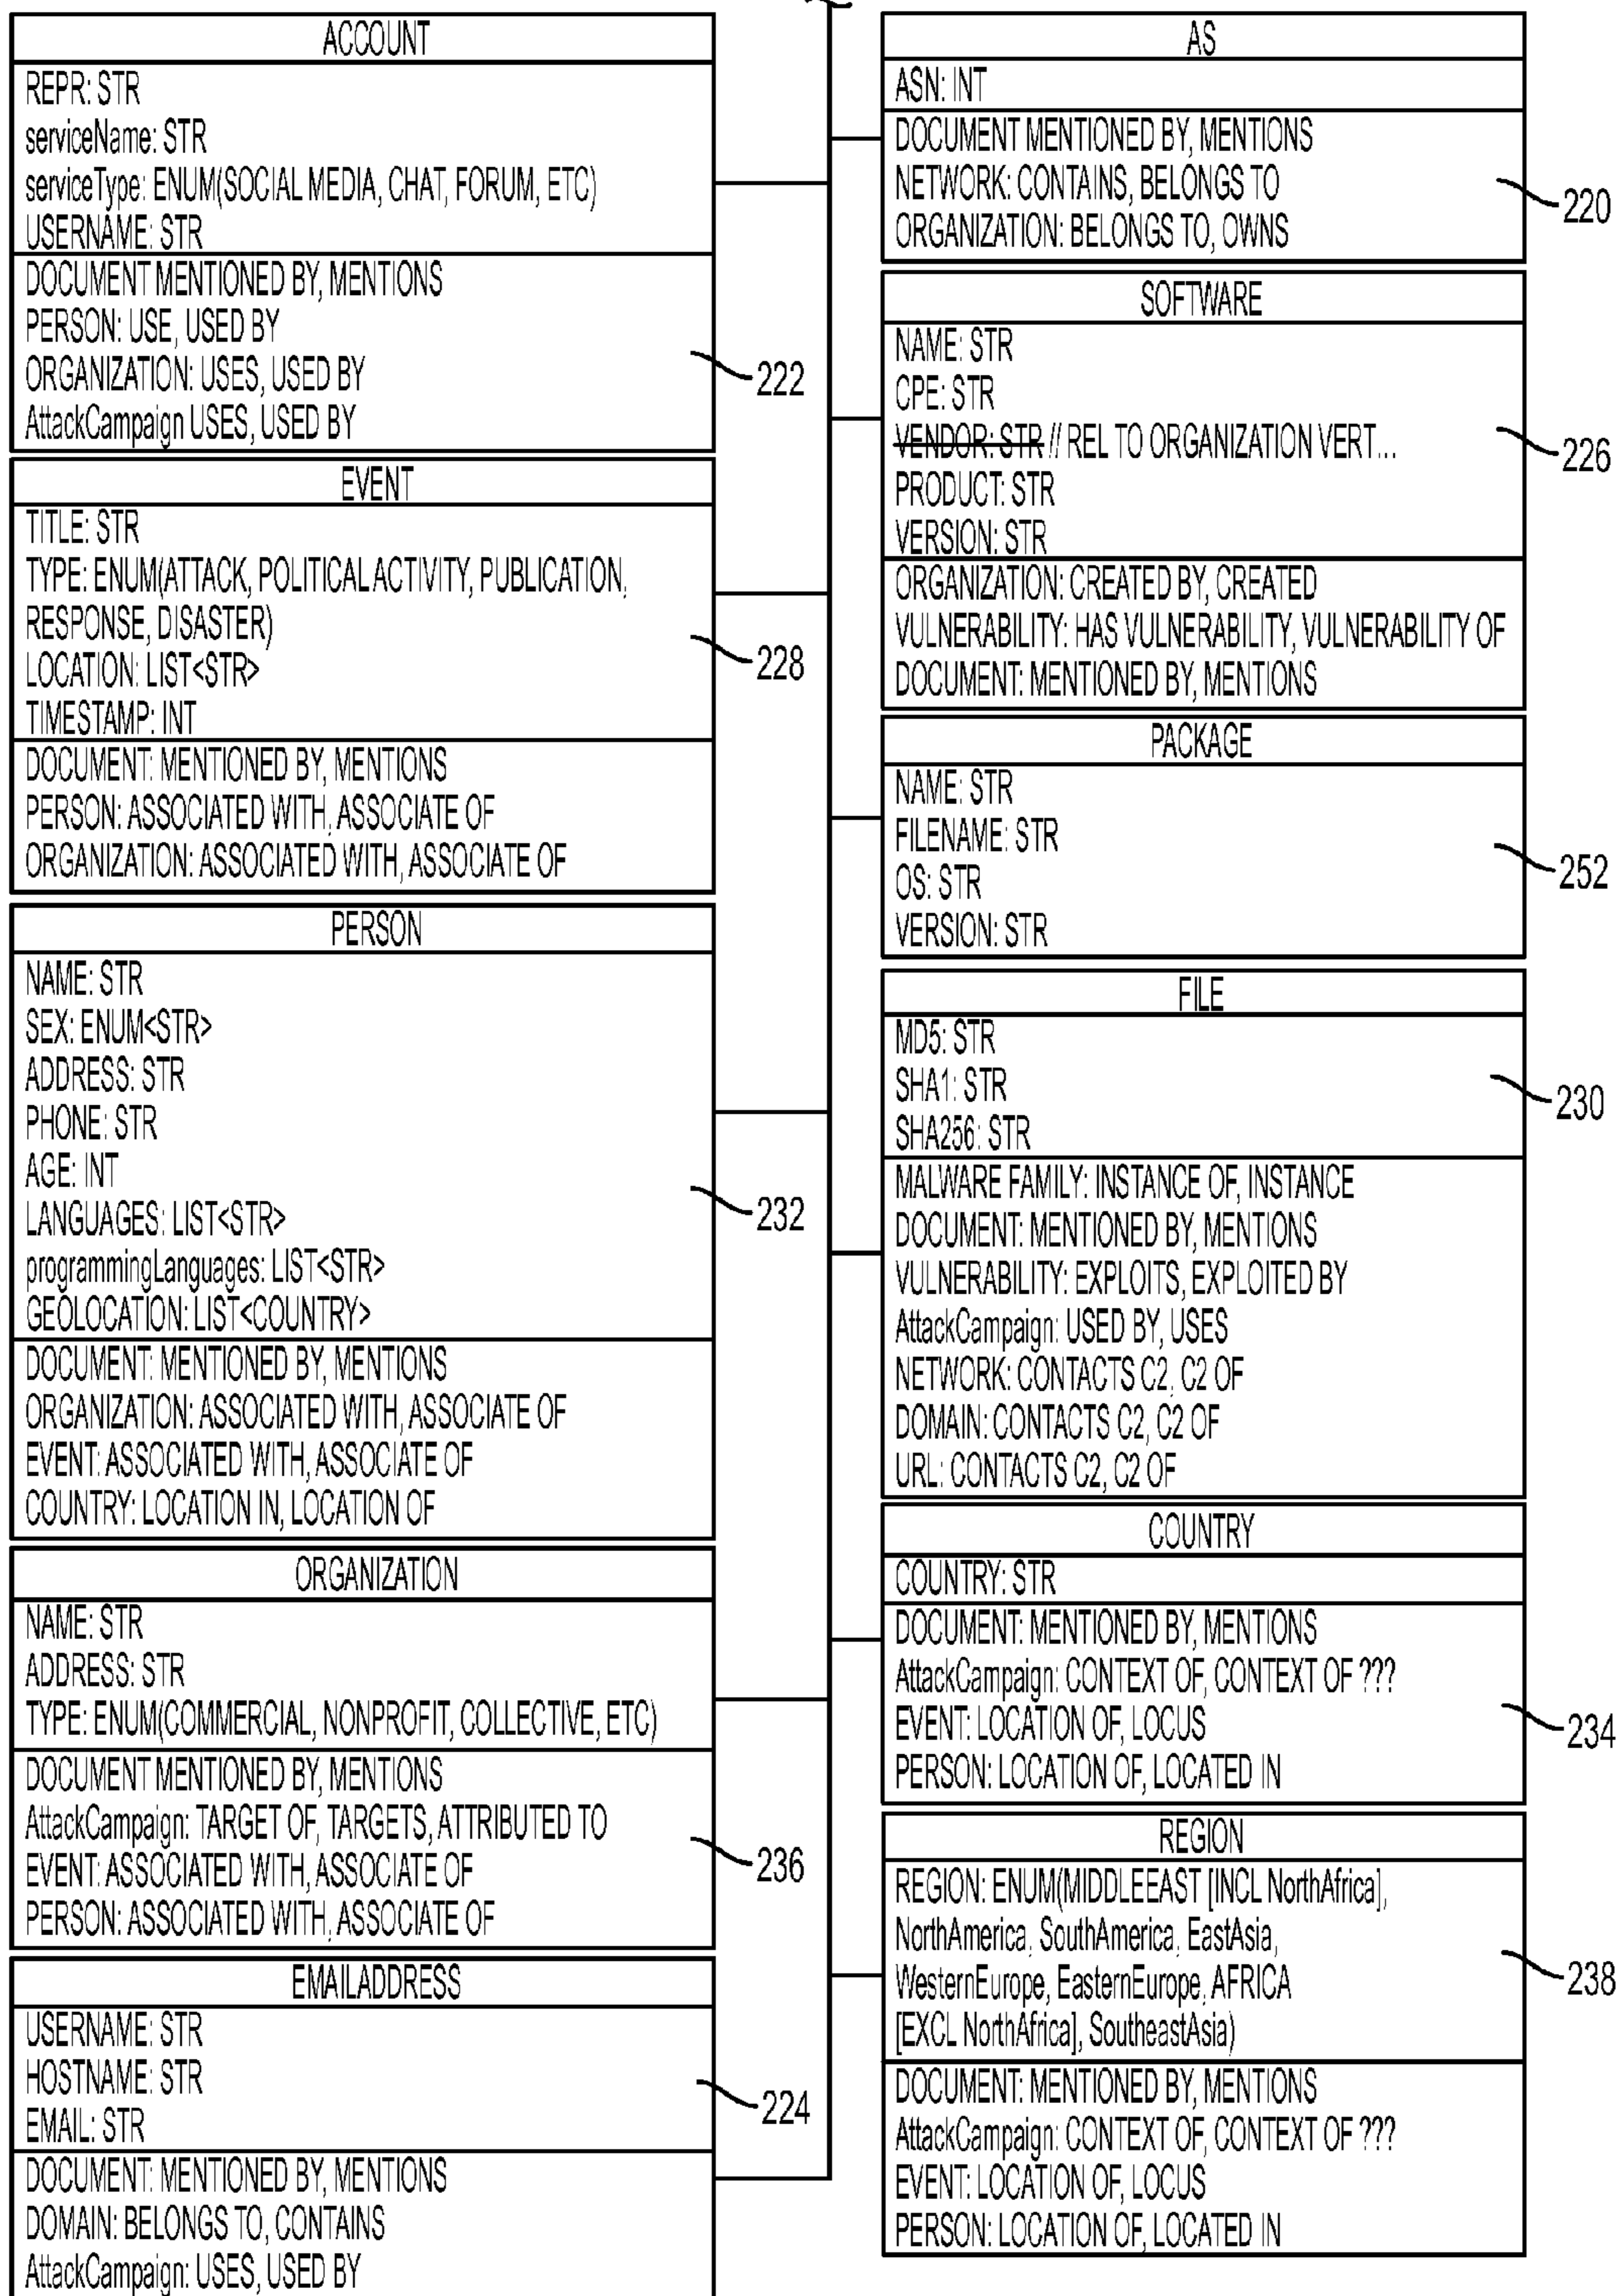 ACCOUNT
REPR: STR
serviceName: STR
serviceType: ENUM(SOCIAL MEDIA, CHAT, FORUM, ETC)
USERNAME: STR
DOCUMENT MENTIONED BY, MENTIONS
PERSON: USE, USED BY
ORGANIZATION: USES, USED BY
AttackCampaign USES, USED BY
222
EVENT
TITLE: STR
TYPE: ENUM(ATTACK, POLITICAL ACTIVITY, PUBLICATION,
RESPONSE, DISASTER)
LOCATION: LIST<STR>
TIMESTAMP: INT
DOCUMENT: MENTIONED BY, MENTIONS
PERSON: ASSOCIATED WITH, ASSOCIATE OF
ORGANIZATION: ASSOCIATED WITH, ASSOCIATE OF
228
PERSON
NAME: STR
SEX: ENUM<STR>
ADDRESS: STR
PHONE: STR
AGE: INT
LANGUAGES: LIST<STR>
programmingLanguages: LIST<STR>
GEOLOCATION: LIST<COUNTRY>
DOCUMENT: MENTIONED BY, MENTIONS
ORGANIZATION: ASSOCIATED WITH, ASSOCIATE OF
EVENT: ASSOCIATED WITH, ASSOCIATE OF
COUNTRY: LOCATION IN, LOCATION OF
232
ORGANIZATION
NAME: STR
ADDRESS: STR
TYPE: ENUM(COMMERCIAL, NONPROFIT, COLLECTIVE, ETC)
DOCUMENT MENTIONED BY, MENTIONS
AttackCampaign: TARGET OF, TARGETS, ATTRIBUTED TO
EVENT: ASSOCIATED WITH, ASSOCIATE OF
PERSON: ASSOCIATED WITH, ASSOCIATE OF
236
EMAILADDRESS
USERNAME: STR
HOSTNAME: STR
EMAIL: STR
DOCUMENT: MENTIONED BY, MENTIONS
DOMAIN: BELONGS TO, CONTAINS
AttackCampaign: USES, USED BY
224
AS
ASN: INT
DOCUMENT MENTIONED BY, MENTIONS
NETWORK: CONTAINS, BELONGS TO
ORGANIZATION: BELONGS TO, OWNS
220
SOFTWARE
NAME: STR
CPE: STR
VENDOR: STR // REL TO ORGANIZATION VERT...
PRODUCT: STR
VERSION: STR
ORGANIZATION: CREATED BY, CREATED
VULNERABILITY: HAS VULNERABILITY, VULNERABILITY OF
DOCUMENT: MENTIONED BY, MENTIONS
226
PACKAGE
NAME: STR
FILENAME: STR
OS: STR
VERSION: STR
252
FILE
MD5: STR
SHA1: STR
SHA256: STR
MALWARE FAMILY: INSTANCE OF, INSTANCE
DOCUMENT: MENTIONED BY, MENTIONS
VULNERABILITY: EXPLOITS, EXPLOITED BY
AttackCampaign: USED BY, USES
NETWORK: CONTACTS C2, C2 OF
DOMAIN: CONTACTS C2, C2 OF
URL: CONTACTS C2, C2 OF
230
COUNTRY
COUNTRY: STR
DOCUMENT: MENTIONED BY, MENTIONS
AttackCampaign: CONTEXT OF, CONTEXT OF ???
EVENT: LOCATION OF, LOCUS
PERSON: LOCATION OF, LOCATED IN
234
REGION
REGION: ENUM(MIDDLEEAST [INCL NorthAfrica],
NorthAmerica, SouthAmerica, EastAsia,
WesternEurope, EasternEurope, AFRICA
[EXCL NorthAfrica], SoutheastAsia)
DOCUMENT: MENTIONED BY, MENTIONS
AttackCampaign: CONTEXT OF, CONTEXT OF ???
EVENT: LOCATION OF, LOCUS
PERSON: LOCATION OF, LOCATED IN
238